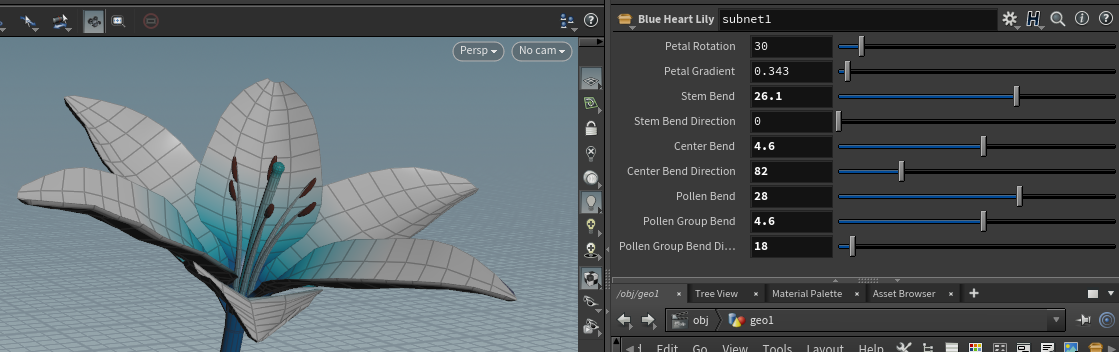 Persp
No cam
Blue Heart Lily subnet1
Petal Rotation 30
Petal Gradient 0.343
Stem Bend 26.1
Stem Bend Direction 0
Center Bend 4.6
Center Bend Direction 82
Pollen Bend 28
Pollen Group Bend 4.6
Pollen Group Bend Di... 18
/obj/geo1 Tree View Material Palette Asset Browser
obj geo1
Edit Go View Tools Layout Help